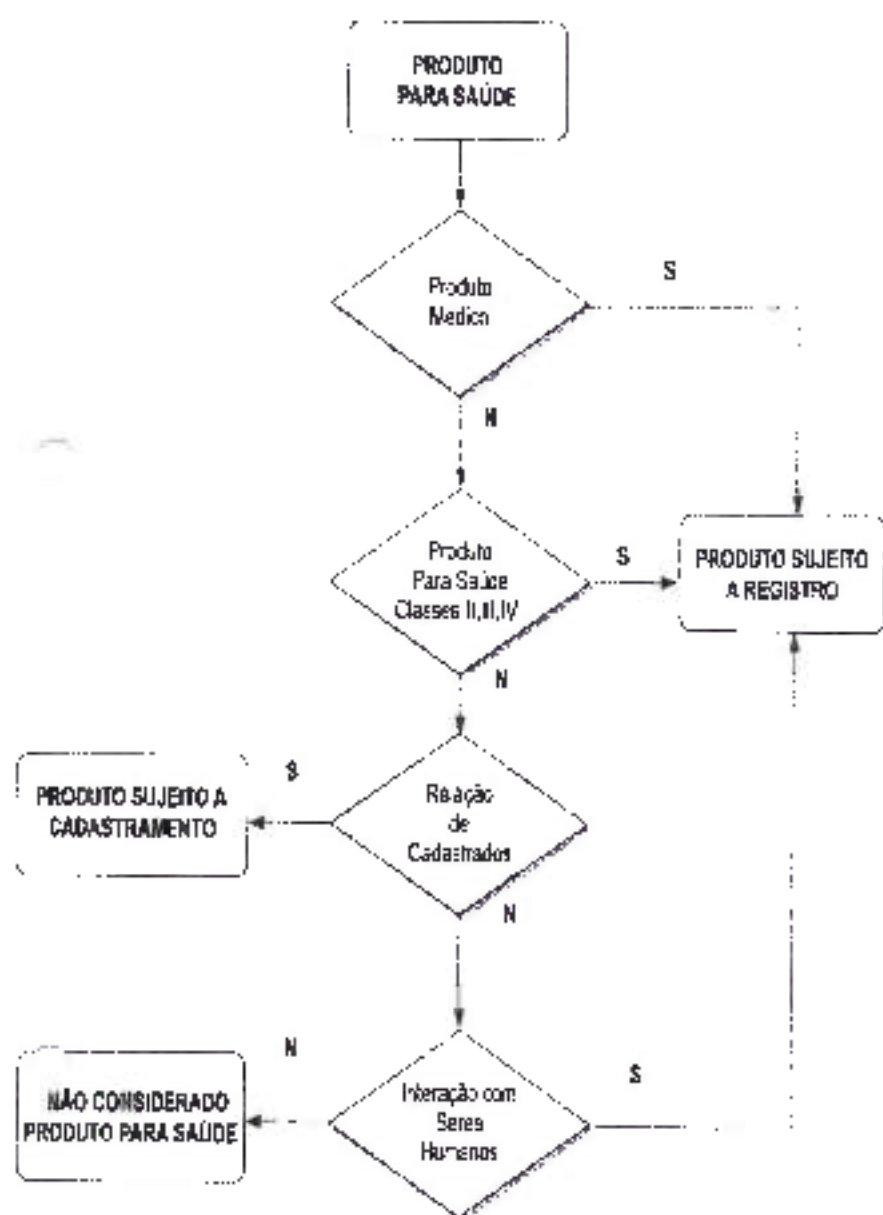 PRODUTO
PARA SAÚDE
Produto
Medico
S
N
Produto
Para Saúde
Classes II,III,IV
S
PRODUTO SUJEITO
A REGISTRO
N
Relação
de
Cadastrados
S
PRODUTO SUJEITO A
CADASTRAMENTO
N
Interação com
Seres
Humanos
N
NÃO CONSIDERADO
PRODUTO PARA SAÚDE
S